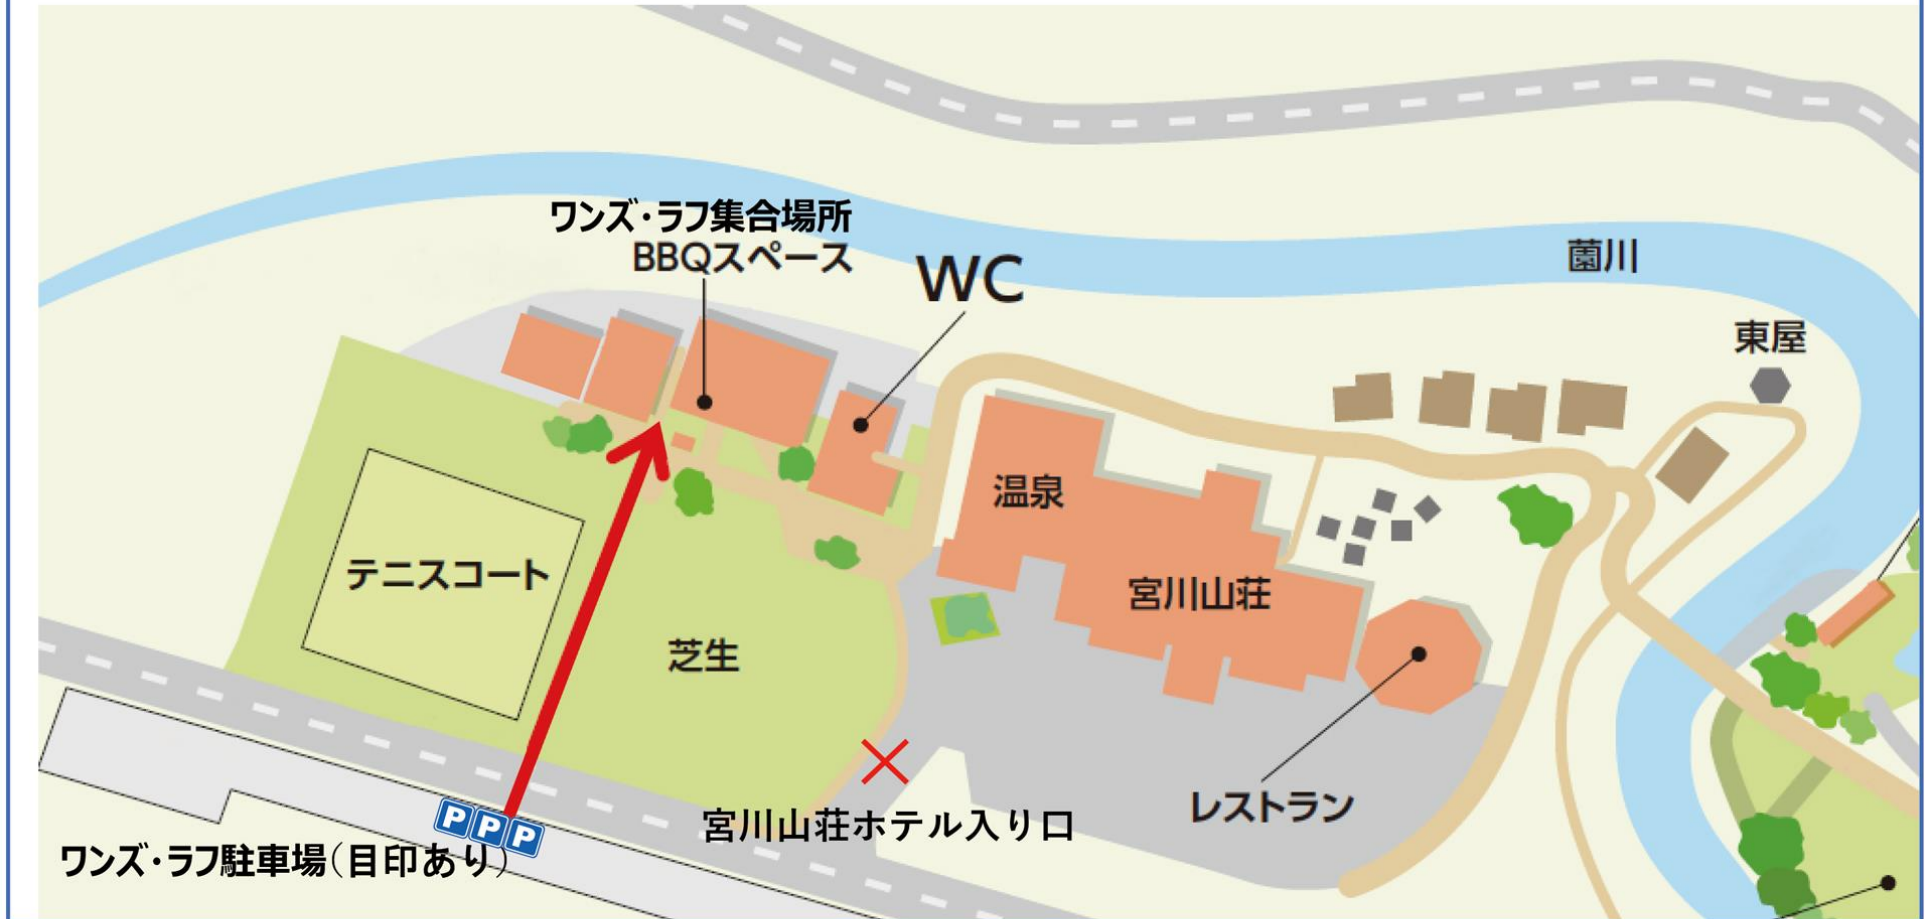 ワンズ・ラフ集合場所
BBQスペース
WC
薗川
東屋
温泉
テニスコート
宮川山荘
芝生
レストラン
宮川山荘ホテル入り口
P P P
ワンズ・ラフ駐車場(目印あり)